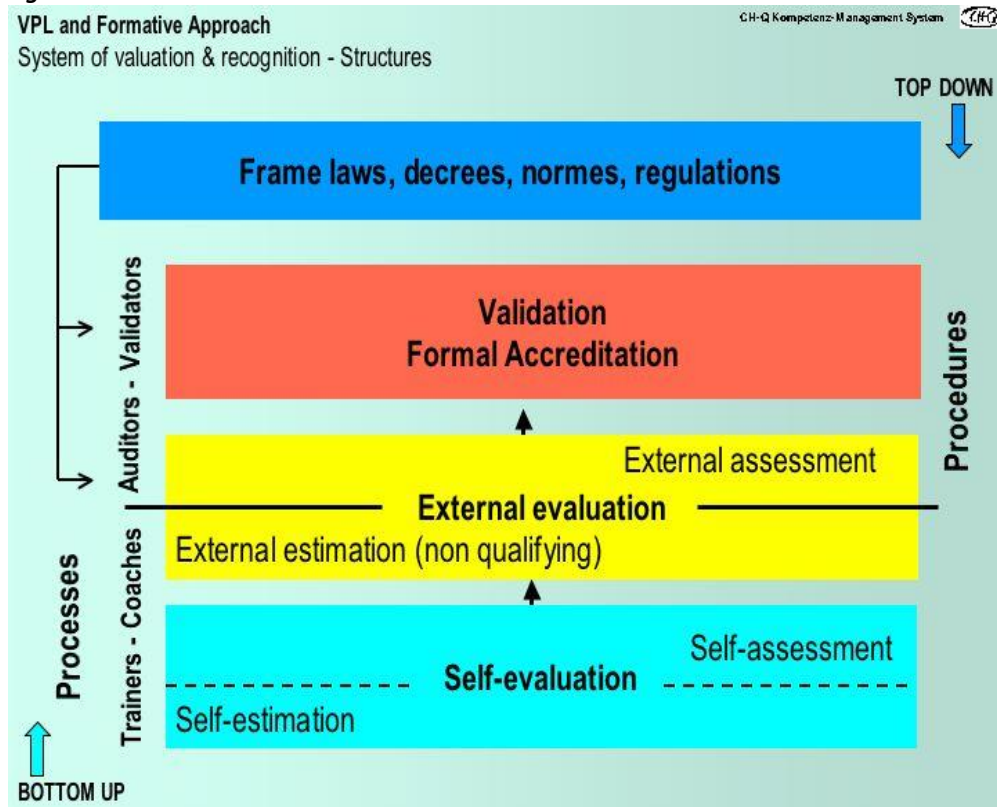 VPL and Formative Approach
CH-Q Kompetenz-Management System
CH-Q
System of valuation & recognition - Structures
TOP DOWN
Frame laws, decrees, normes, regulations
Auditors - Validators
Validation
Formal Accreditation
Procedures
External assessment
External evaluation
External estimation (non qualifying)
Processes
Trainers - Coaches
Self-assessment
Self-evaluation
Self-estimation
BOTTOM UP